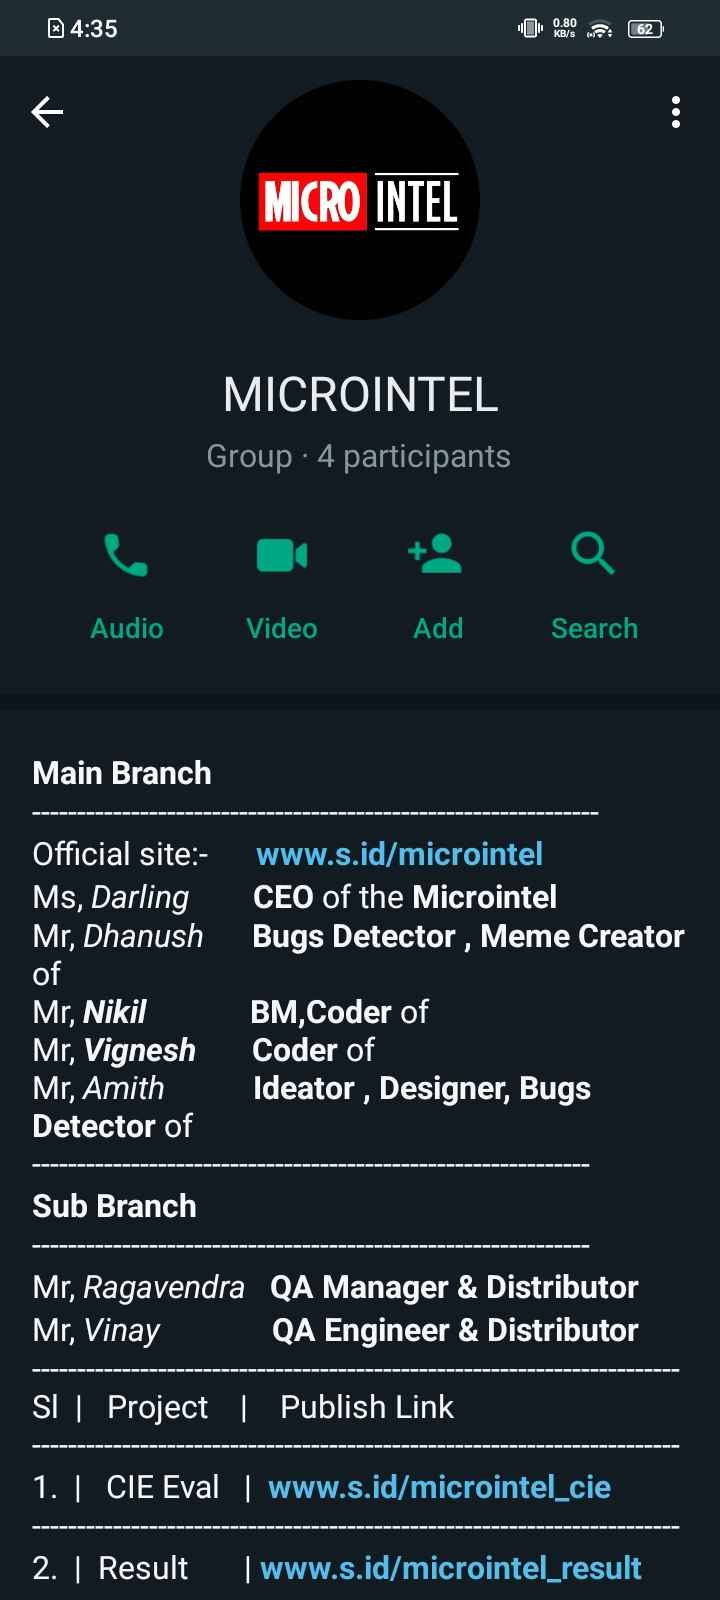 4:35 0.80 KB/s 62
MICRO INTEL
MICROINTEL
Group · 4 participants
Audio Video Add Search
Main Branch
---------------------------------------------------------------
Official site:- www.s.id/microintel
Ms, Darling CEO of the Microintel
Mr, Dhanush Bugs Detector , Meme Creator
of
Mr, Nikil BM,Coder of
Mr, Vignesh Coder of
Mr, Amith Ideator , Designer, Bugs
Detector of
--------------------------------------------------------------
Sub Branch
--------------------------------------------------------------
Mr, Ragavendra QA Manager & Distributor
Mr, Vinay QA Engineer & Distributor
------------------------------------------------------------------------
Sl | Project | Publish Link
------------------------------------------------------------------------
1. | CIE Eval | www.s.id/microintel_cie
------------------------------------------------------------------------
2. | Result | www.s.id/microintel_result